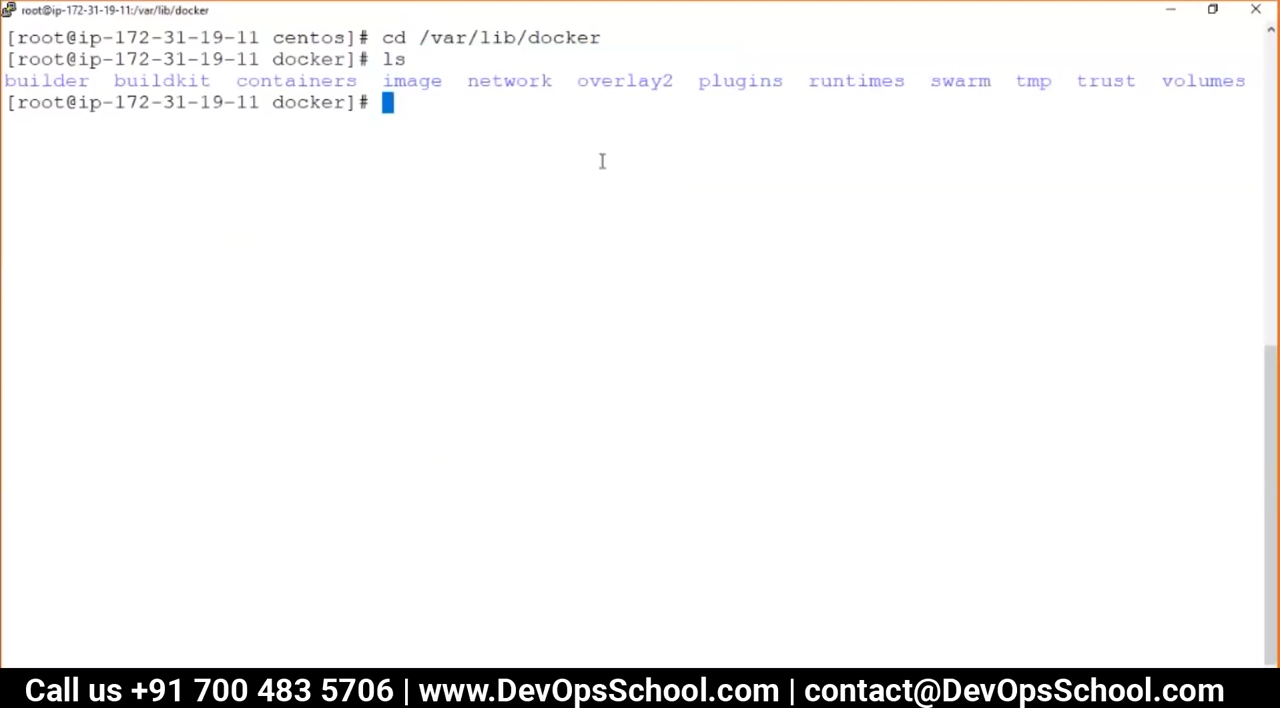 root@ip-172-31-19-11:/var/lib/docker
[root@ip-172-31-19-11 centos]# cd /var/lib/docker
[root@ip-172-31-19-11 docker]# ls
builder buildkit containers image network overlay2 plugins runtimes swarm tmp trust volumes
[root@ip-172-31-19-11 docker]#
Call us +91 700 483 5706 | www.DevOpsSchool.com | contact@DevOpsSchool.com